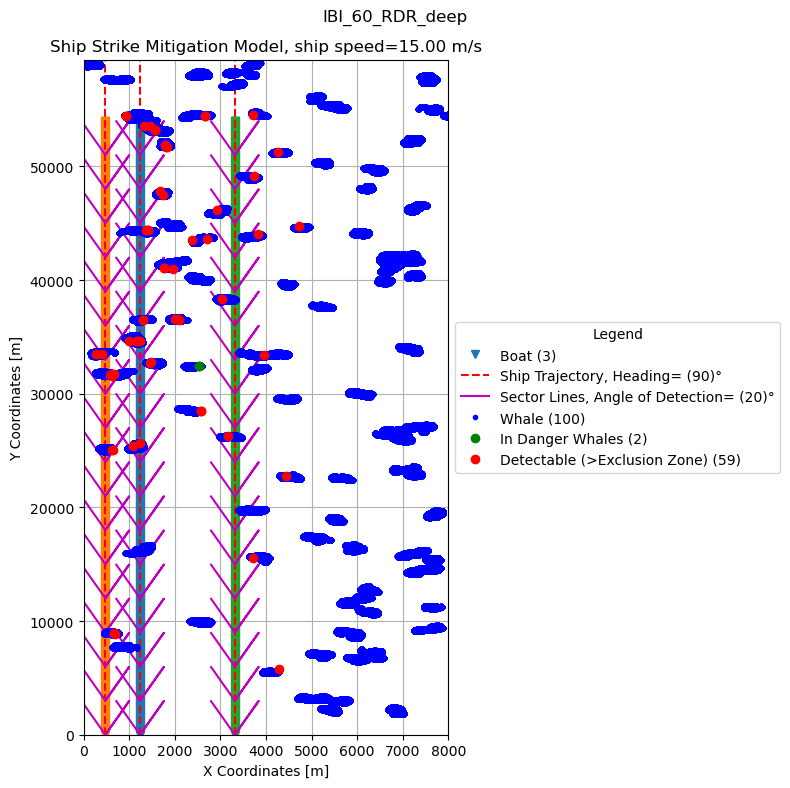 IBI_60_RDR_deep
Ship Strike Mitigation Model, ship speed=15.00 m/s
Y Coordinates [m]
50000
40000
30000
20000
10000
0
0 1000 2000 3000 4000 5000 6000 7000 8000
X Coordinates [m]
Legend
Boat (3)
Ship Trajectory, Heading= (90)°
Sector Lines, Angle of Detection= (20)°
Whale (100)
In Danger Whales (2)
Detectable (>Exclusion Zone) (59)